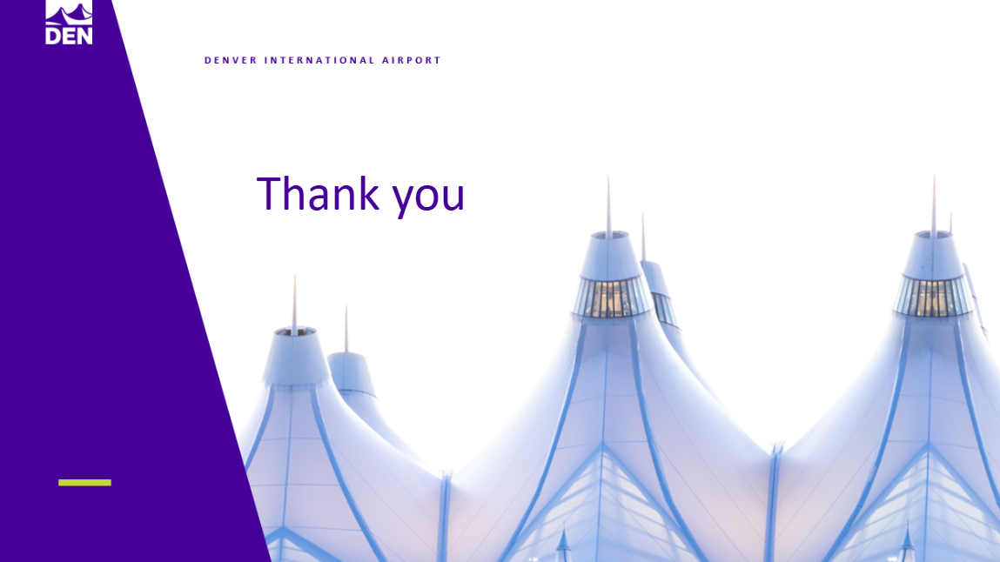 DEN
DENVER INTERNATIONAL AIRPORT
Thank you